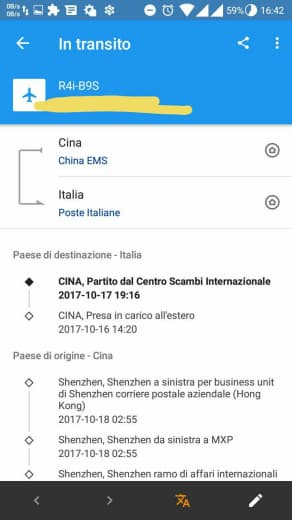 0B/s
0B/s
59%
16:42
In transito
R4i-B9S
Cina
China EMS
Italia
Poste Italiane
Paese di destinazione - Italia
CINA, Partito dal Centro Scambi Internazionale
2017-10-17 19:16
CINA, Presa in carico all'estero
2017-10-16 14:20
Paese di origine - Cina
Shenzhen, Shenzhen a sinistra per business unit
di Shenzhen corriere postale aziendale (Hong
Kong)
2017-10-18 02:55
Shenzhen, Shenzhen da sinistra a MXP
2017-10-18 02:55
Shenzhen, Shenzhen ramo di affari internazionali